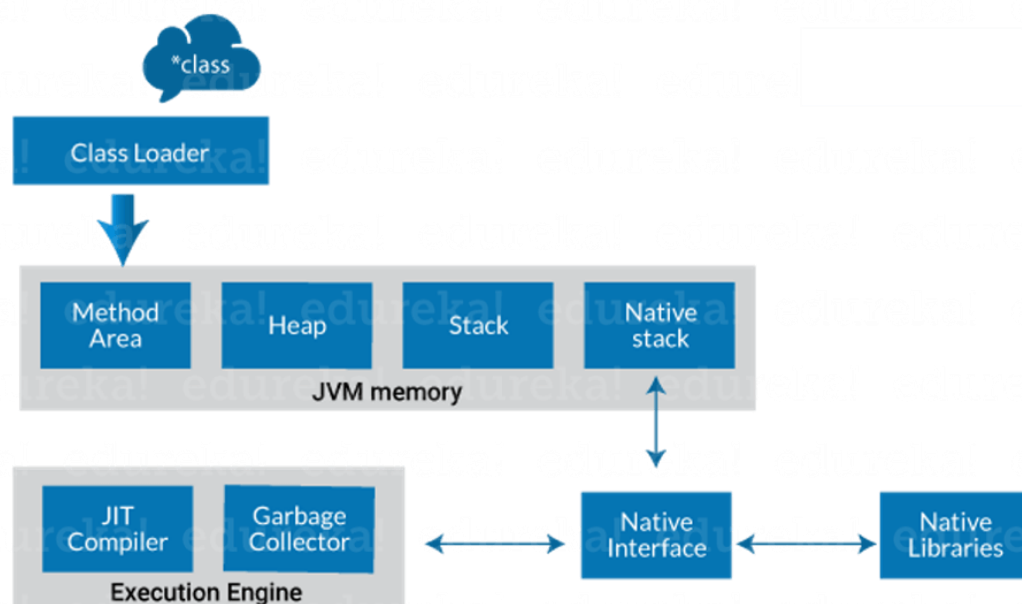 *class
Class Loader
Method
Area
Heap
Stack
Native
stack
JVM memory
JIT
Compiler
Garbage
Collector
Execution Engine
Native
Interface
Native
Libraries
edureka!